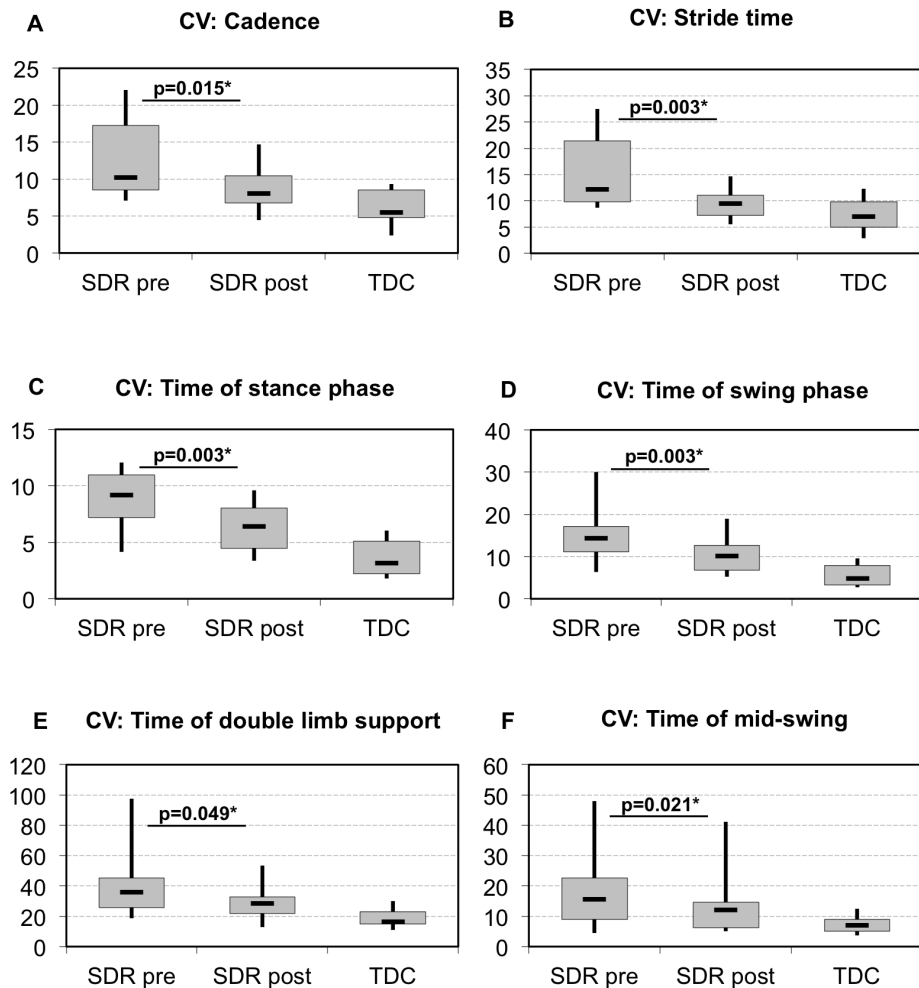 A
CV: Cadence
25
20
15
10
5
0
p=0.015*
SDR pre
SDR post
TDC
B
CV: Stride time
35
30
25
20
15
10
5
0
p=0.003*
SDR pre
SDR post
TDC
C
CV: Time of stance phase
15
10
5
0
p=0.003*
SDR pre
SDR post
TDC
D
CV: Time of swing phase
40
30
20
10
0
p=0.003*
SDR pre
SDR post
TDC
E
CV: Time of double limb support
120
100
80
60
40
20
0
p=0.049*
SDR pre
SDR post
TDC
F
CV: Time of mid-swing
60
50
40
30
20
10
0
p=0.021*
SDR pre
SDR post
TDC